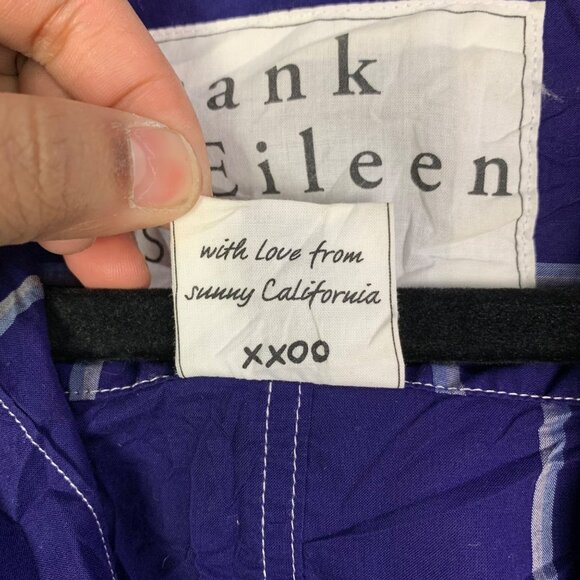 ank
Eileen
S
with Love from
sunny California
XXOO